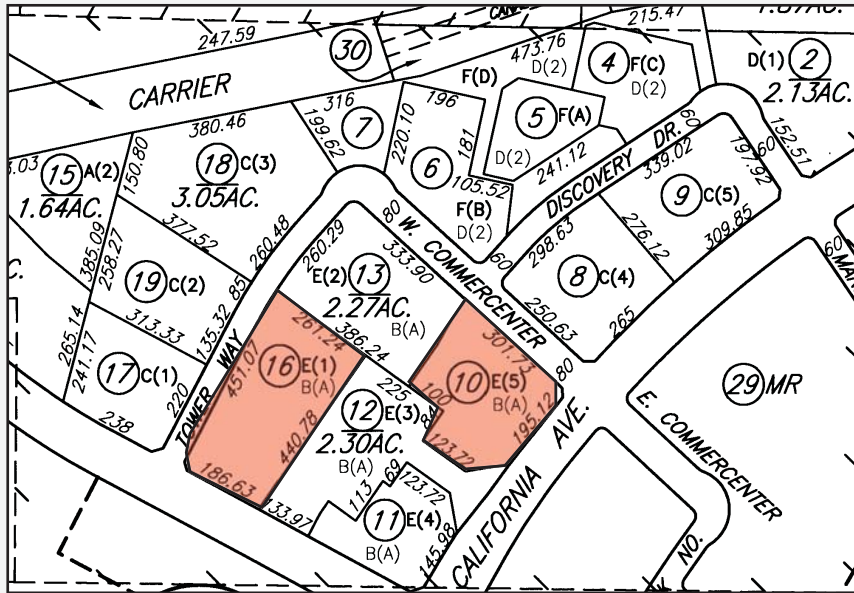 215.47
247.59
30
473.76
4 F(C)
D(2)
D(2)
D(1) 2
2.13AC.
CARRIER
F(D)
316
196
5 F(A)
D(2)
60
152.51
380.46
199.62
7
220.10
181
241.12
DISCOVERY DR.
339.02
197.92
60
15 A(2)
1.64AC.
150.80
18 C(3)
3.05AC.
6
105.52
F(B)
D(2)
9 C(5)
377.52
260.48
80
W. COMMERCENTER
60
298.63
276.12
309.85
385.09
258.27
19 C(2)
85
260.29
E(2) 13
2.27AC.
B(A)
333.90
8 C(4)
250.63
265
60
313.33
135.32
265.14
241.17
17 C(1)
220
238
TOWER WAY
451.07
261.24
386.24
16 E(1)
B(A)
301.73
10 E(5)
B(A)
80
29 MR
225
100
84
123.72
195.12
12 E(3)
2.30AC.
B(A)
440.78
186.63
133.97
113
69
123.72
11 E(4)
B(A)
145.98
CALIFORNIA AVE.
E. COMMERCENTER
NO.